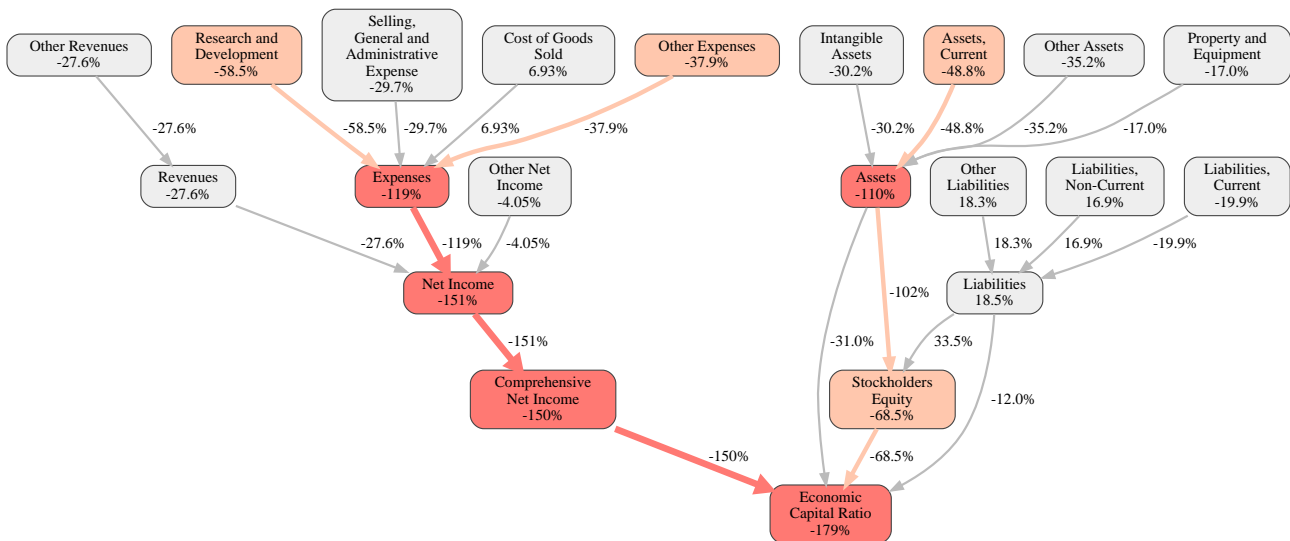 Other Revenues
-27.6%
Research and
Development
-58.5%
Selling,
General and
Administrative
Expense
-29.7%
Cost of Goods
Sold
6.93%
Other Expenses
-37.9%
Intangible
Assets
-30.2%
Assets,
Current
-48.8%
Other Assets
-35.2%
Property and
Equipment
-17.0%
-27.6%
-58.5%
-29.7%
6.93%
-37.9%
-30.2%
-48.8%
-35.2%
-17.0%
Revenues
-27.6%
Expenses
-119%
Other Net
Income
-4.05%
Assets
-110%
Other
Liabilities
18.3%
Liabilities,
Non-Current
16.9%
Liabilities,
Current
-19.9%
-27.6%
-119%
-4.05%
18.3%
16.9%
-19.9%
Net Income
-151%
-102%
Liabilities
18.5%
-151%
-31.0%
33.5%
Comprehensive
Net Income
-150%
Stockholders
Equity
-68.5%
-12.0%
-150%
-68.5%
Economic
Capital Ratio
-179%